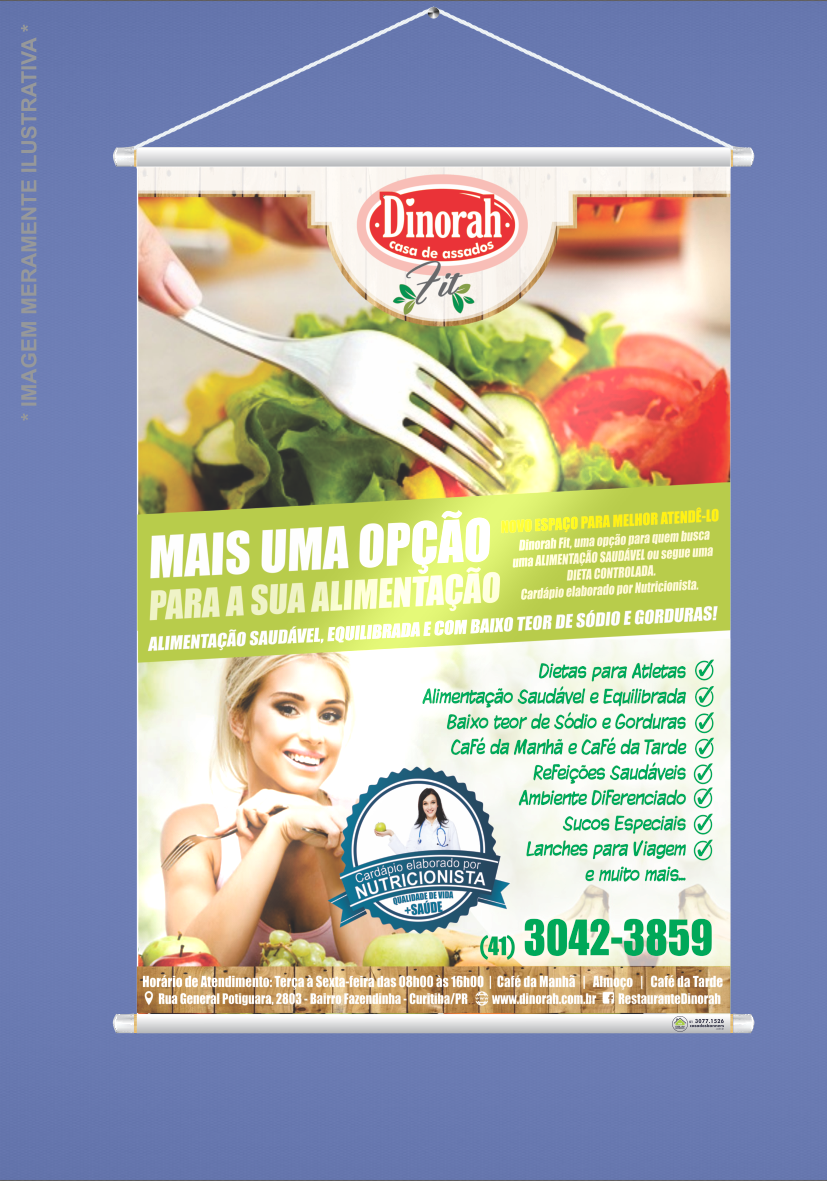 * IMAGEM MERAMENTE ILUSTRATIVA *
Dinorah
casa de assados
Fit
MAIS UMA OPÇÃO
PARA A SUA ALIMENTAÇÃO
NOVO ESPAÇO PARA MELHOR ATENDÊ-LO
Dinorah Fit, uma opção para quem busca
uma ALIMENTAÇÃO SAUDÁVEL ou segue uma
DIETA CONTROLADA.
Cardápio elaborado por Nutricionista.
ALIMENTAÇÃO SAUDÁVEL, EQUILIBRADA E COM BAIXO TEOR DE SÓDIO E GORDURAS!
Dietas para Atletas
Alimentação Saudável e Equilibrada
Baixo teor de Sódio e Gorduras
Café da Manhã e Café da Tarde
Refeições Saudáveis
Ambiente Diferenciado
Sucos Especiais
Lanches para Viagem
e muito mais...
Cardápio elaborado por
NUTRICIONISTA
QUALIDADE DE VIDA
+SAÚDE
(41) 3042-3859
Horário de Atendimento: Terça à Sexta-feira das 08h00 às 16h00 | Café da Manhã | Almoço | Café da Tarde
Rua General Potiguara, 2803 - Bairro Fazendinha - Curitiba/PR www.dinorah.com.br RestauranteDinorah
3077.1526